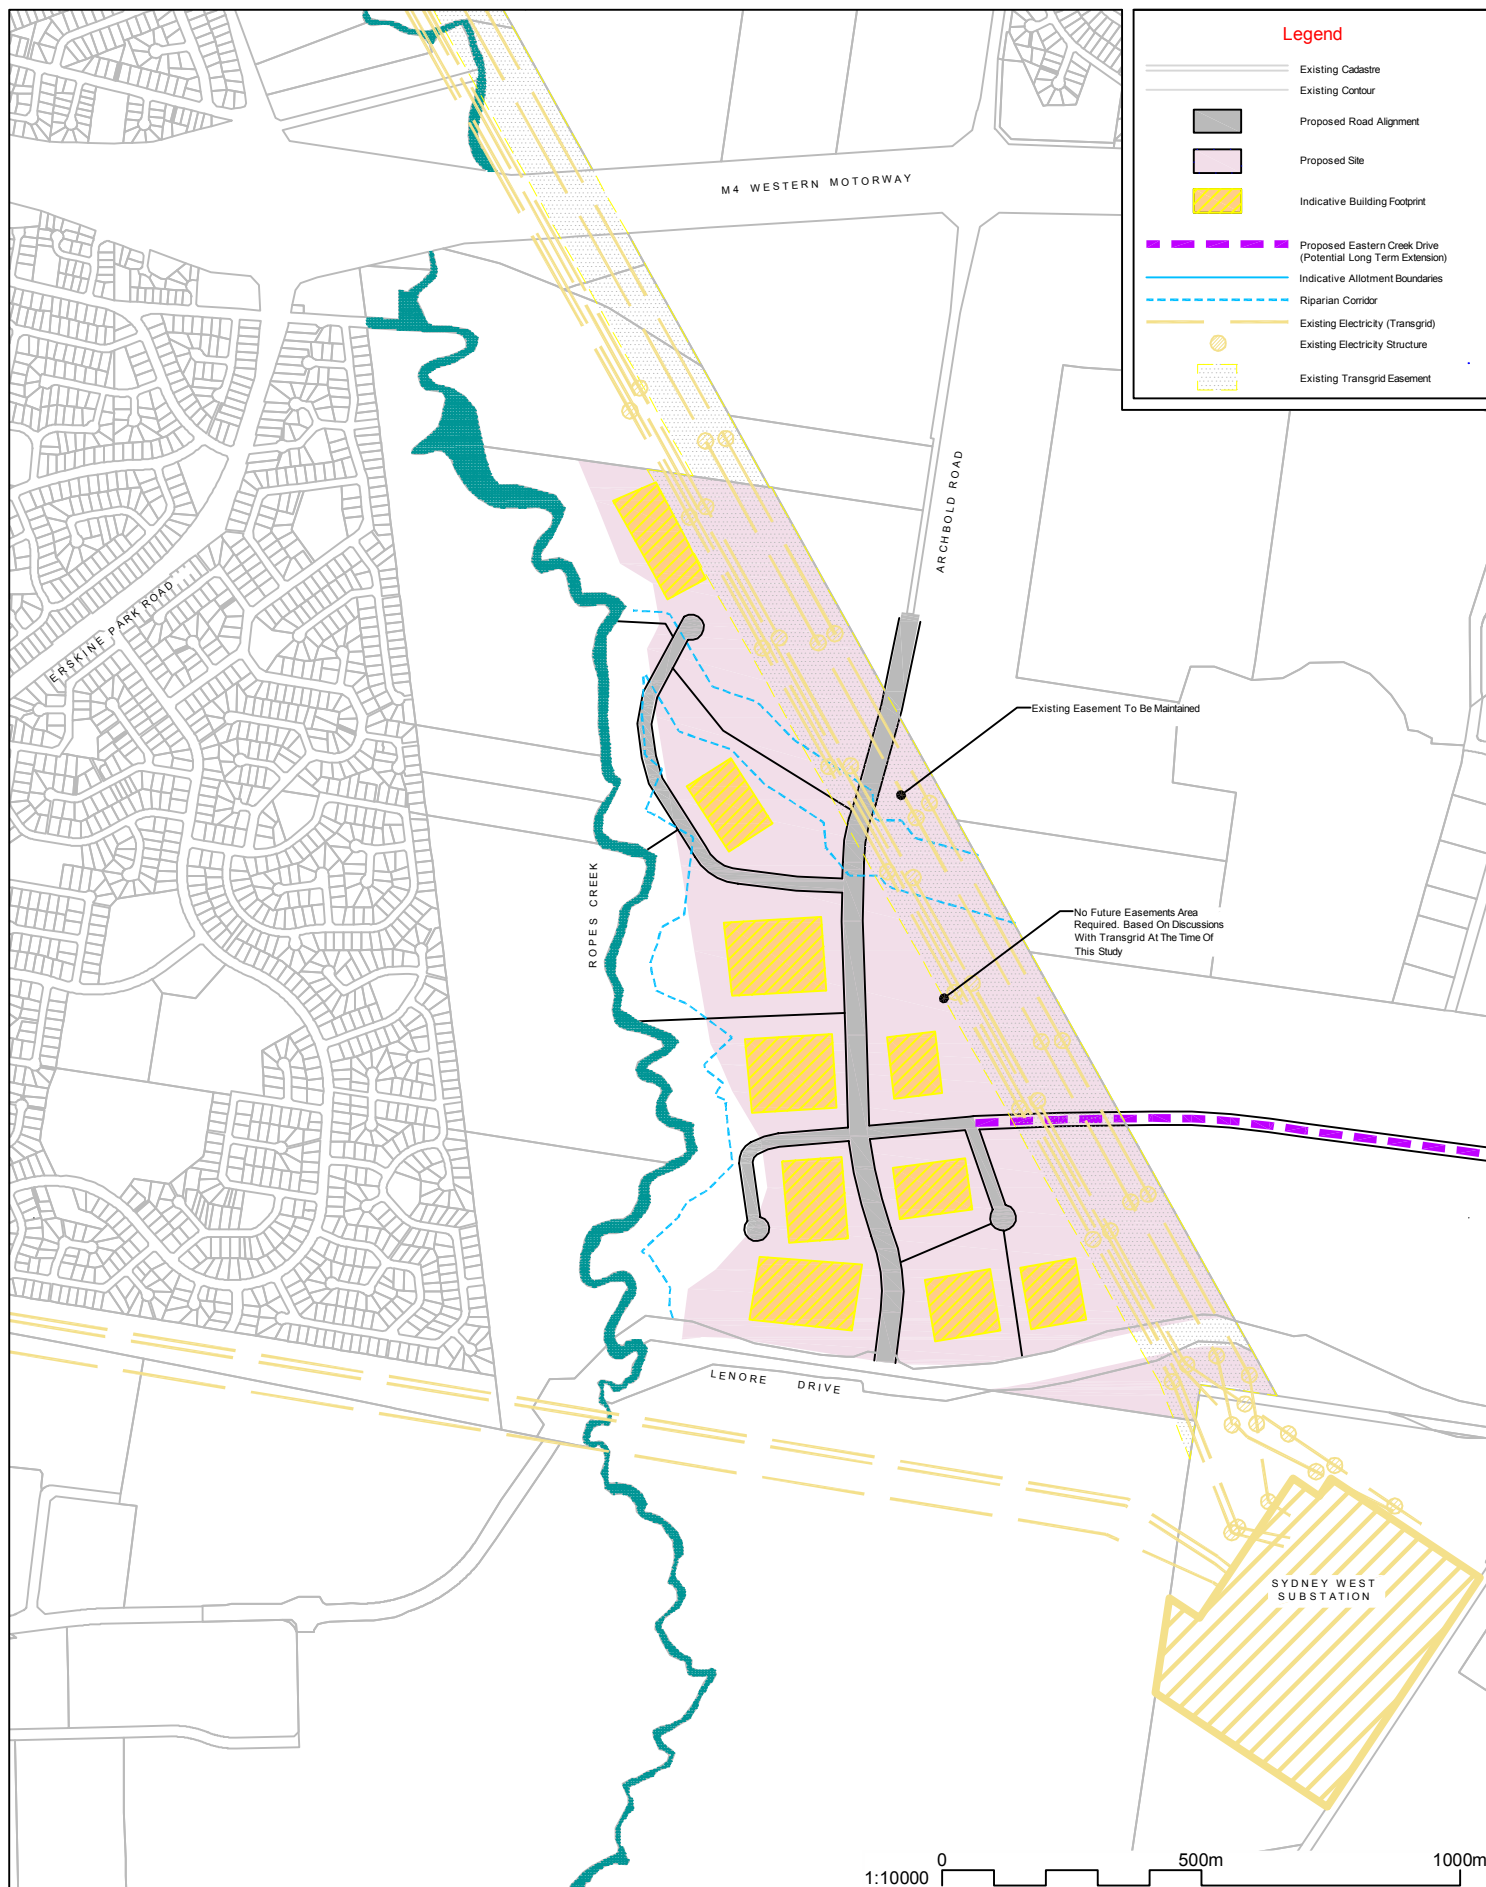 Legend
Existing Cadastre
Existing Contour
Proposed Road Alignment
Proposed Site
Indicative Building Footprint
Proposed Eastern Creek Drive
(Potential Long Term Extension)
Indicative Allotment Boundaries
Riparian Corridor
Existing Electricity (Transgrid)
Existing Electricity Structure
Existing Transgrid Easement
M4 WESTERN MOTORWAY
ARCHBOLD ROAD
ERSKINE PARK ROAD
Existing Easement To Be Maintained
ROPES CREEK
No Future Easements Area
Required. Based On Discussions
With Transgrid At The Time Of
This Study
LENORE DRIVE
SYDNEY WEST
SUBSTATION
1:10000
0 500m 1000m